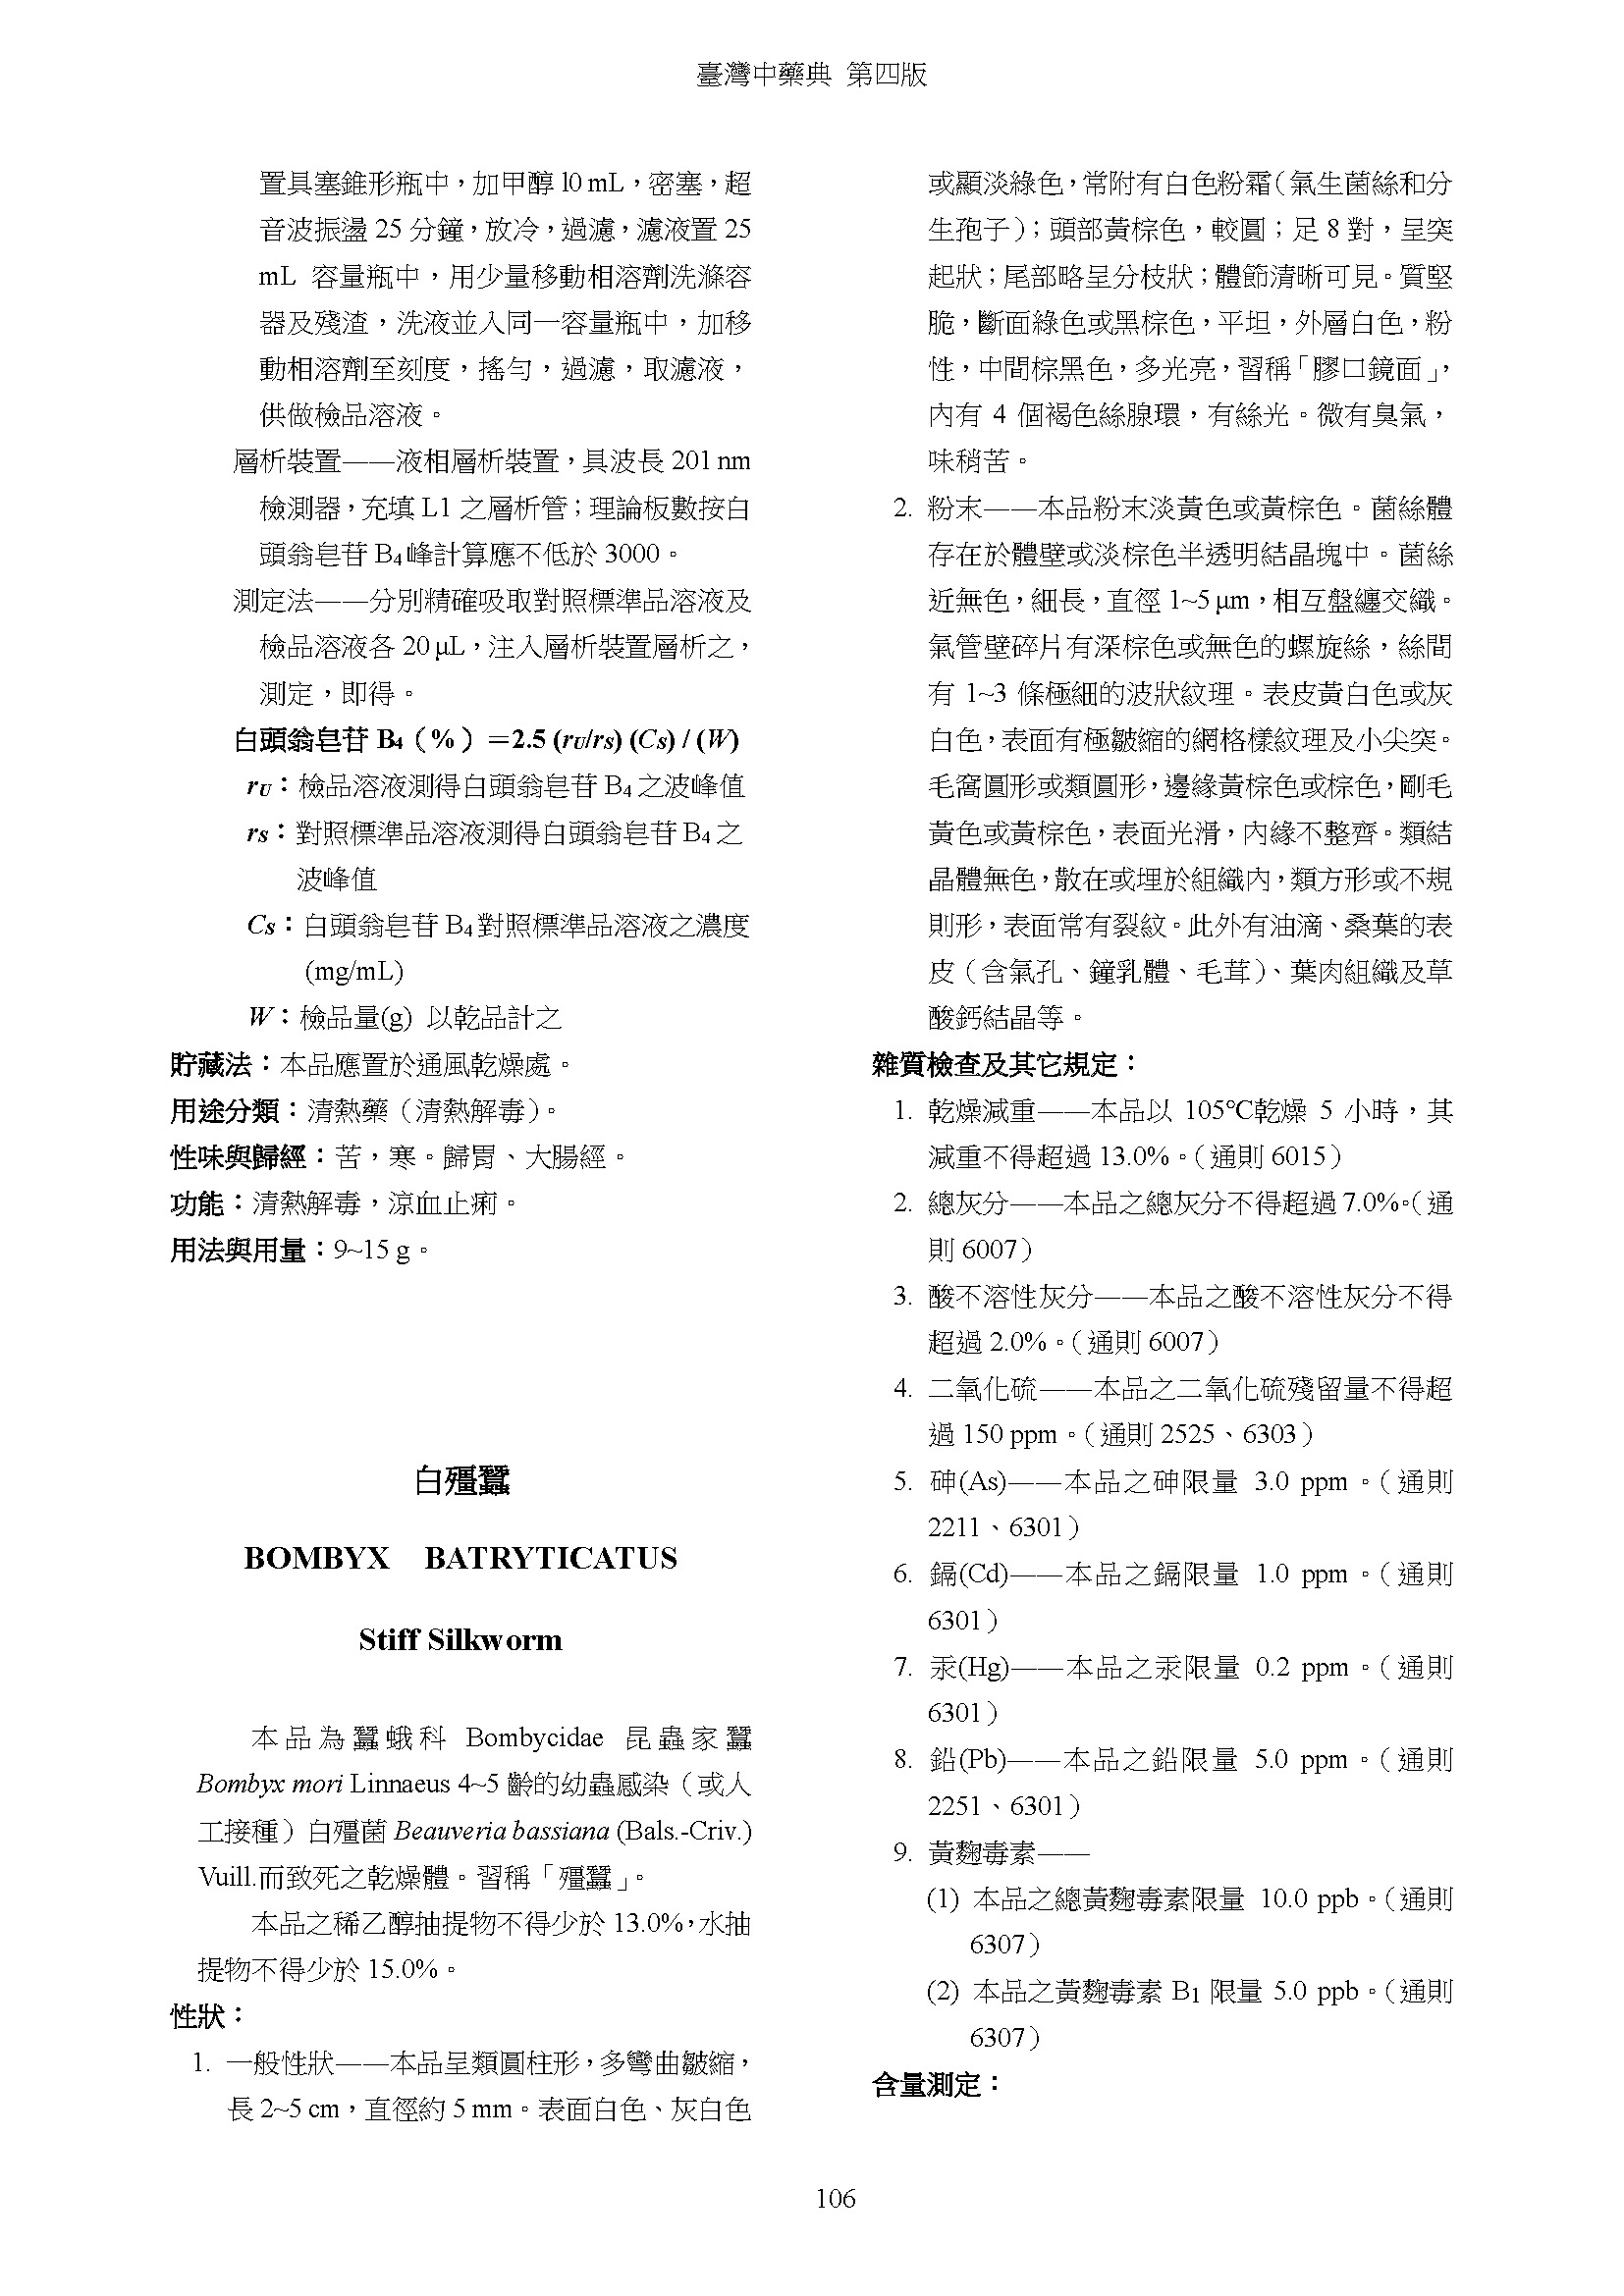 臺灣中藥典 第四版
置具塞錐形瓶中，加甲醇 10 mL，密塞，超
音波振盪 25 分鐘，放冷，過濾，濾液置 25
mL 容量瓶中，用少量移動相溶劑洗滌容
器及殘渣，洗液並入同一容量瓶中，加移
動相溶劑至刻度，搖勻，過濾，取濾液，
供做檢品溶液。
層析裝置——液相層析裝置，具波長 201 nm
檢測器，充填 L1 之層析管；理論板數按白
頭翁皂苷 B4 峰計算應不低於 3000。
測定法——分別精確吸取對照標準品溶液及
檢品溶液各 20 μL，注入層析裝置層析之，
測定，即得。
白頭翁皂苷 B4（%）＝2.5 (rU/rS) (CS) / (W)
rU：檢品溶液測得白頭翁皂苷 B4 之波峰值
rS：對照標準品溶液測得白頭翁皂苷 B4 之
波峰值
CS：白頭翁皂苷 B4 對照標準品溶液之濃度
(mg/mL)
W：檢品量(g) 以乾品計之
貯藏法：本品應置於通風乾燥處。
用途分類：清熱藥（清熱解毒）。
性味與歸經：苦，寒。歸胃、大腸經。
功能：清熱解毒，涼血止痢。
用法與用量：9~15 g。
白殭蠶
BOMBYX BATRYTICATUS
Stiff Silkworm
本品為蠶蛾科 Bombycidae 昆蟲家蠶
Bombyx mori Linnaeus 4~5 齡的幼蟲感染（或人
工接種）白殭菌 Beauveria bassiana (Bals.-Criv.)
Vuill.而致死之乾燥體。習稱「殭蠶」。
本品之稀乙醇抽提物不得少於 13.0%，水抽
提物不得少於 15.0%。
性狀：
1. 一般性狀——本品呈類圓柱形，多彎曲皺縮，
長 2~5 cm，直徑約 5 mm。表面白色、灰白色
或顯淡綠色，常附有白色粉霜（氣生菌絲和分
生孢子）；頭部黃棕色，較圓；足 8 對，呈突
起狀；尾部略呈分枝狀；體節清晰可見。質堅
脆，斷面綠色或黑棕色，平坦，外層白色，粉
性，中間棕黑色，多光亮，習稱「膠口鏡面」，
內有 4 個褐色絲腺環，有絲光。微有臭氣，
味稍苦。
2. 粉末——本品粉末淡黃色或黃棕色。菌絲體
存在於體壁或淡棕色半透明結晶塊中。菌絲
近無色，細長，直徑 1~5 μm，相互盤纏交織。
氣管壁碎片有深棕色或無色的螺旋絲，絲間
有 1~3 條極細的波狀紋理。表皮黃白色或灰
白色，表面有極皺縮的網格樣紋理及小尖突。
毛窩圓形或類圓形，邊緣黃棕色或棕色，剛毛
黃色或黃棕色，表面光滑，內緣不整齊。類結
晶體無色，散在或埋於組織內，類方形或不規
則形，表面常有裂紋。此外有油滴、桑葉的表
皮（含氣孔、鐘乳體、毛茸）、葉肉組織及草
酸鈣結晶等。
雜質檢查及其它規定：
1. 乾燥減重——本品以 105℃乾燥 5 小時，其
減重不得超過 13.0%。（通則 6015）
2. 總灰分——本品之總灰分不得超過 7.0%。（通
則 6007）
3. 酸不溶性灰分——本品之酸不溶性灰分不得
超過 2.0%。（通則 6007）
4. 二氧化硫——本品之二氧化硫殘留量不得超
過 150 ppm。（通則 2525、6303）
5. 砷(As)——本品之砷限量 3.0 ppm。（通則
2211、6301）
6. 鎘(Cd)——本品之鎘限量 1.0 ppm。（通則
6301）
7. 汞(Hg)——本品之汞限量 0.2 ppm。（通則
6301）
8. 鉛(Pb)——本品之鉛限量 5.0 ppm。（通則
2251、6301）
9. 黃麴毒素——
(1) 本品之總黃麴毒素限量 10.0 ppb。（通則
6307）
(2) 本品之黃麴毒素 B1 限量 5.0 ppb。（通則
6307）
含量測定：
106